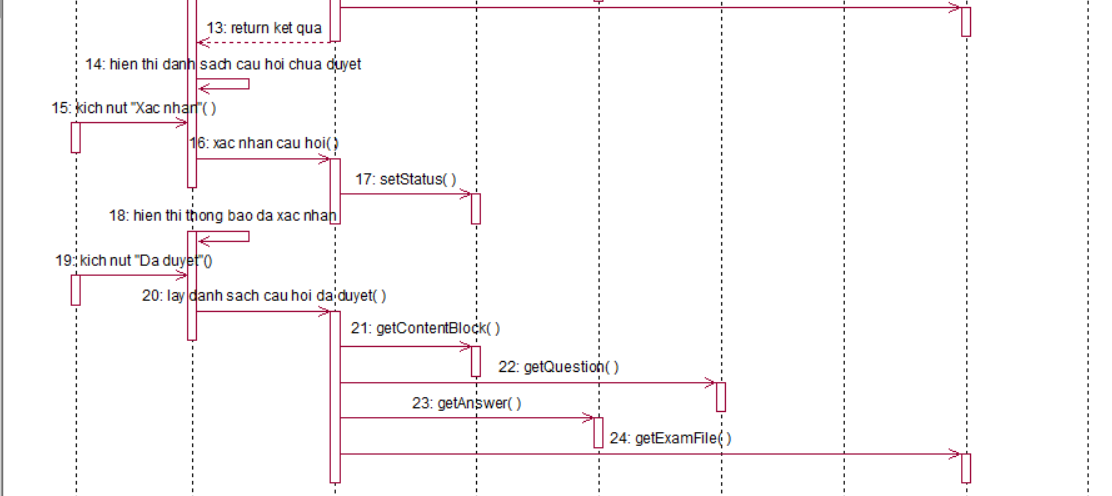 13: return ket qua
14: hien thi danh sach cau hoi chua duyet
15: kich nut "Xac nhan"( )
16: xac nhan cau hoi( )
17: setStatus( )
18: hien thi thong bao da xac nhan
19: kich nut "Da duyet"()
20: lay danh sach cau hoi da duyet( )
21: getContentBlock( )
22: getQuestion( )
23: getAnswer( )
24: getExamFile( )